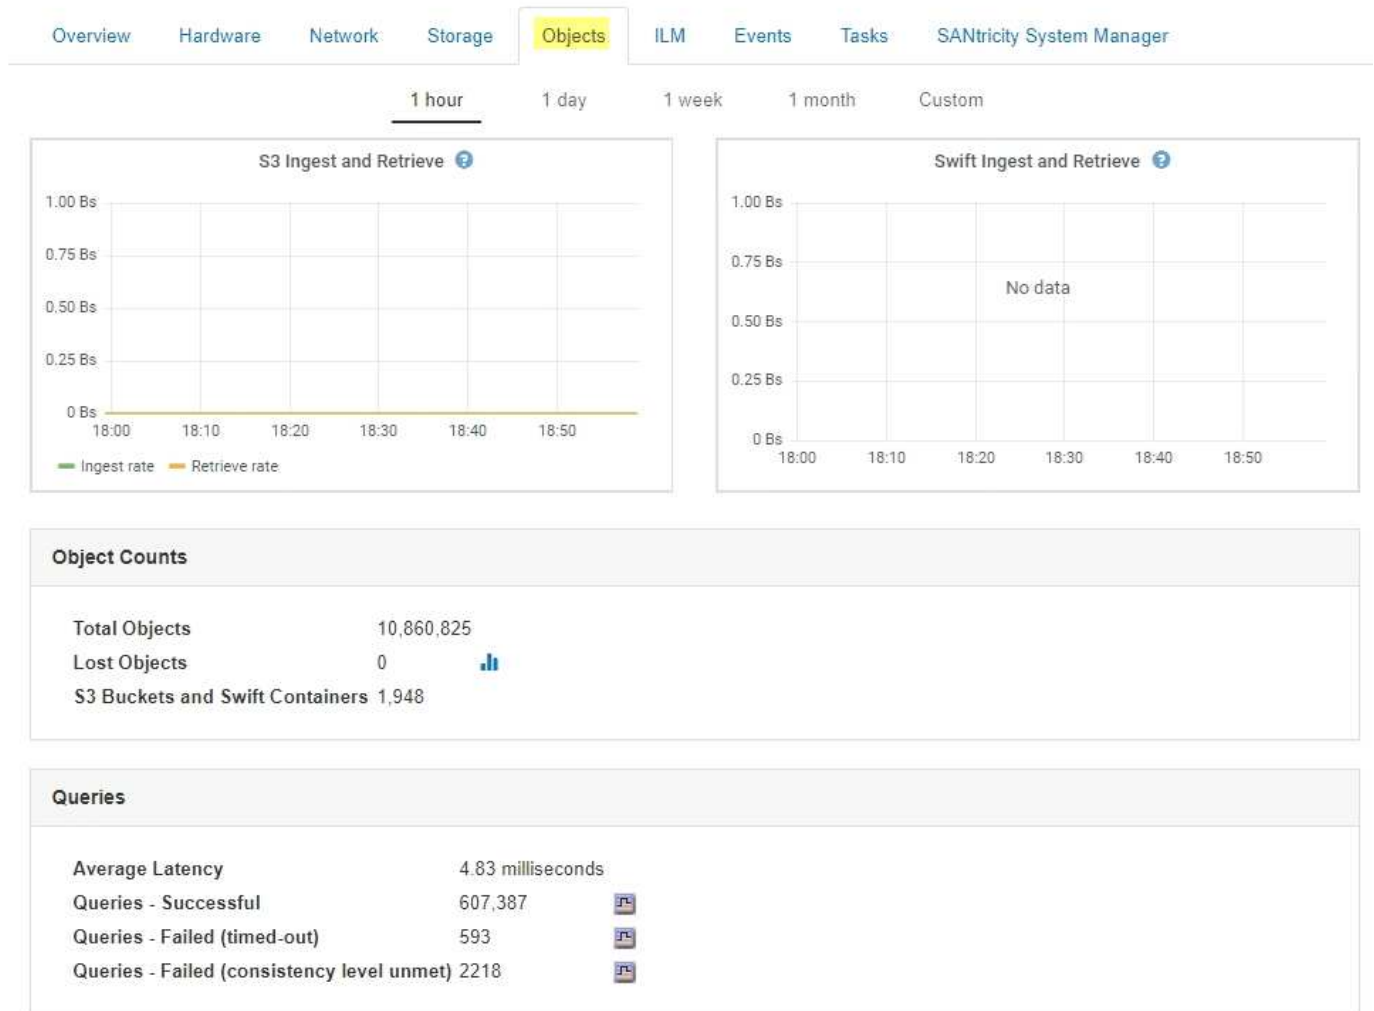 Overview Hardware Network Storage Objects ILM Events Tasks SANtricity System Manager
1 hour 1 day 1 week 1 month Custom
S3 Ingest and Retrieve ?
1.00 Bs
0.75 Bs
0.50 Bs
0.25 Bs
0 Bs
18:00 18:10 18:20 18:30 18:40 18:50
Ingest rate Retrieve rate
Swift Ingest and Retrieve ?
1.00 Bs
0.75 Bs
No data
0.50 Bs
0.25 Bs
0 Bs
18:00 18:10 18:20 18:30 18:40 18:50
Object Counts
Total Objects 10,860,825
Lost Objects 0
S3 Buckets and Swift Containers 1,948
Queries
Average Latency 4.83 milliseconds
Queries - Successful 607,387
Queries - Failed (timed-out) 593
Queries - Failed (consistency level unmet) 2218